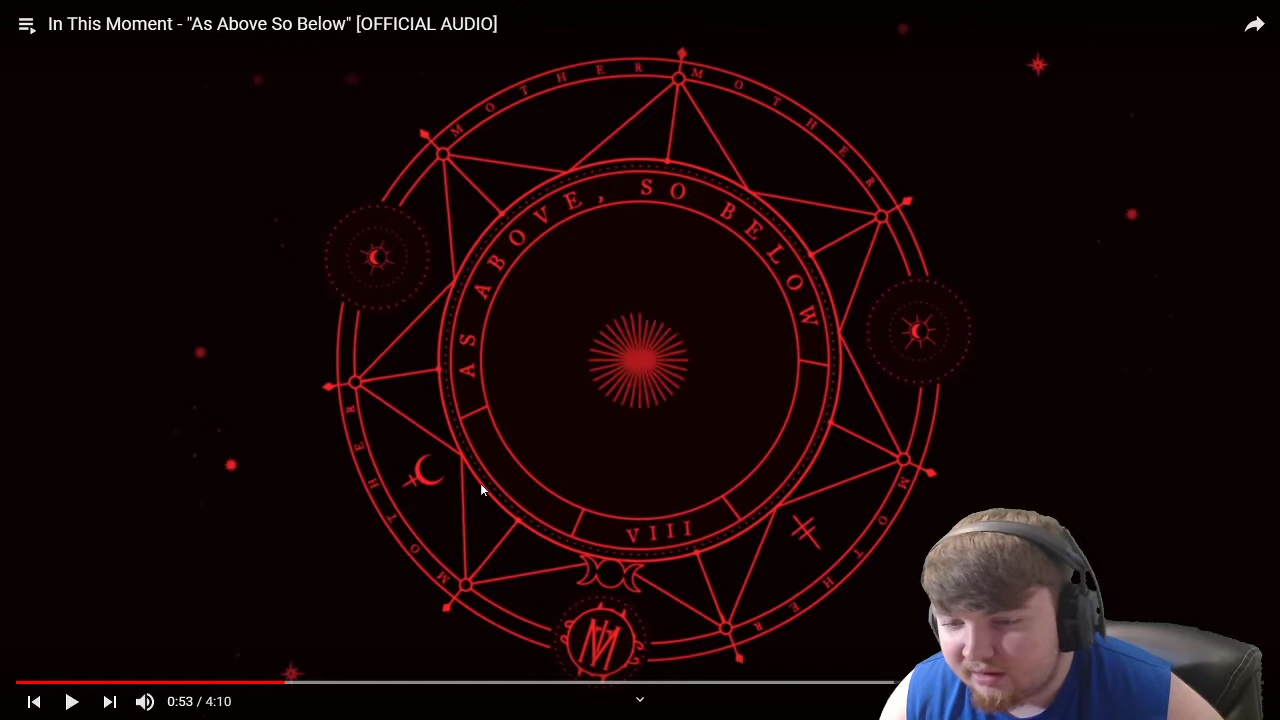 In This Moment - "As Above So Below" [OFFICIAL AUDIO]
MOTHER
MOTHER
AS ABOVE, SO BELOW
MOTHER
MOTHER
VIII
0:53 / 4:10